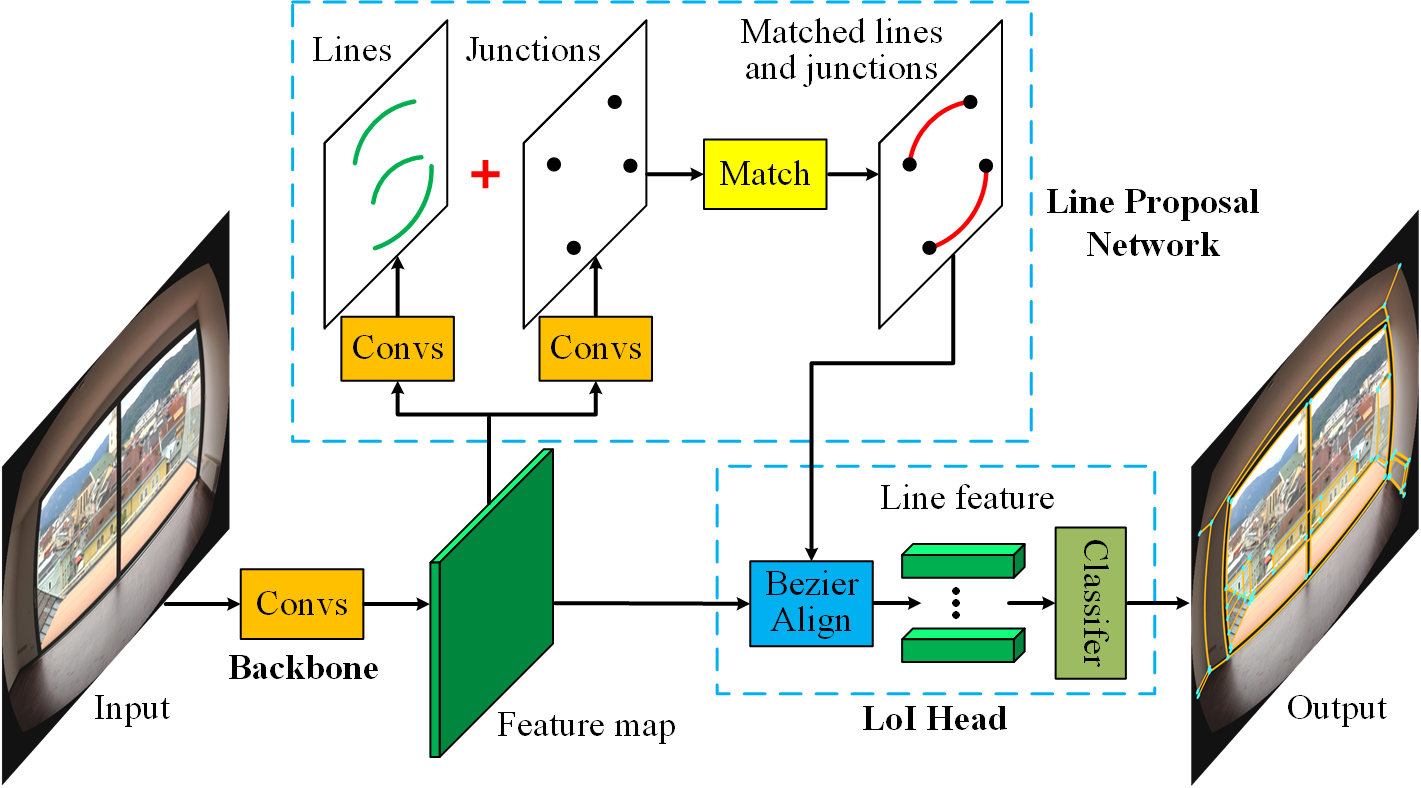 Lines
Junctions
Matched lines
and junctions
+
Match
Line Proposal
Network
Convs
Convs
Line feature
Convs
Bezier
Align
Classifer
Backbone
Input
Feature map
LoI Head
Output